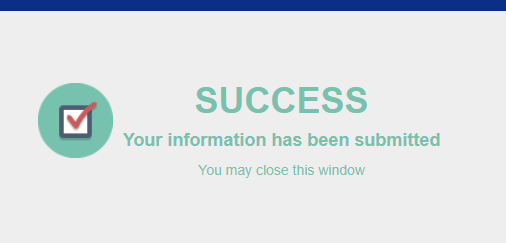 SUCCESS
Your information has been submitted
You may close this window